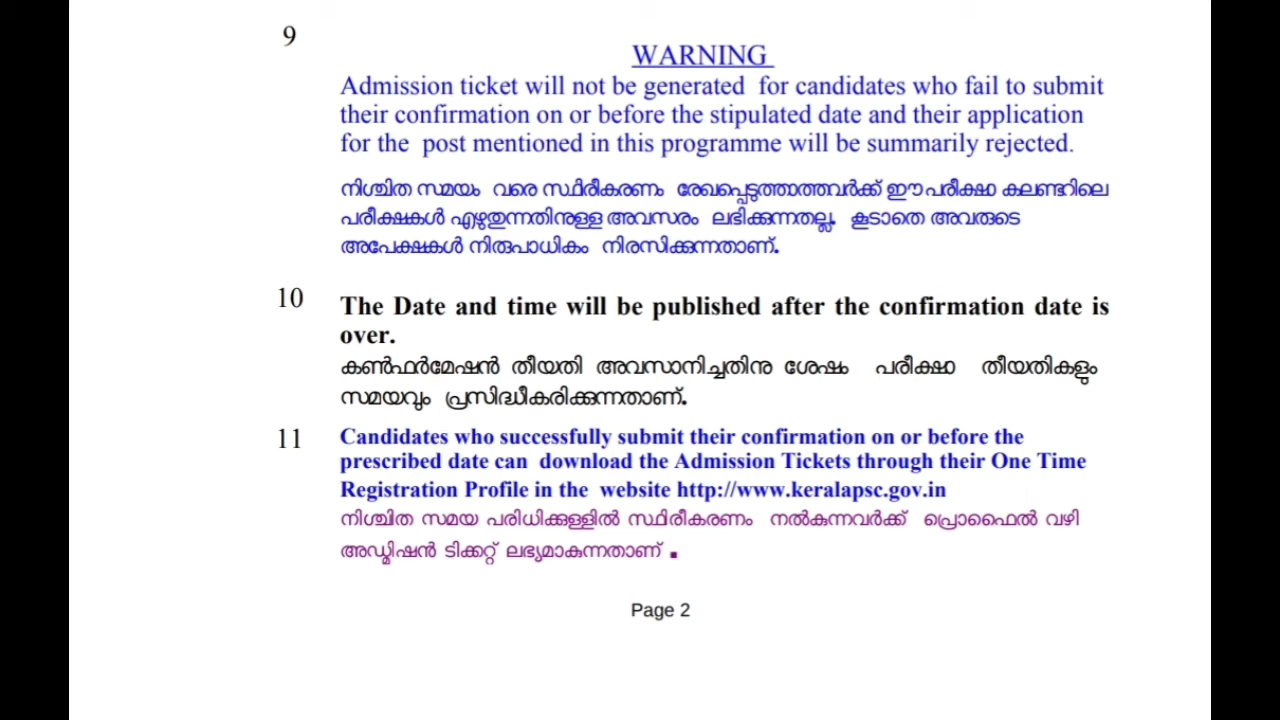 9
WARNING
Admission ticket will not be generated for candidates who fail to submit
their confirmation on or before the stipulated date and their application
for the post mentioned in this programme will be summarily rejected.
നിശ്ചിത സമയം വരെ സ്ഥിരീകരണം രേഖപ്പെടുത്താത്തവർക്ക് ഈ പരീക്ഷാ കലണ്ടറിലെ
പരീക്ഷകൾ എഴുതുന്നതിനുള്ള അവസരം ലഭിക്കുന്നതല്ല. കൂടാതെ അവരുടെ
അപേക്ഷകൾ നിരുപാധികം നിരസിക്കുന്നതാണ്.
10
The Date and time will be published after the confirmation date is
over.
കൺഫർമേഷൻ തീയതി അവസാനിച്ചതിനു ശേഷം പരീക്ഷാ തീയതികളും
സമയവും പ്രസിദ്ധീകരിക്കുന്നതാണ്.
11
Candidates who successfully submit their confirmation on or before the
prescribed date can download the Admission Tickets through their One Time
Registration Profile in the website http://www.keralapsc.gov.in
നിശ്ചിത സമയ പരിധിക്കുള്ളിൽ സ്ഥിരീകരണം നൽകുന്നവർക്ക് പ്രൊഫൈൽ വഴി
അഡ്മിഷൻ ടിക്കറ്റ് ലഭ്യമാകുന്നതാണ് .
Page 2